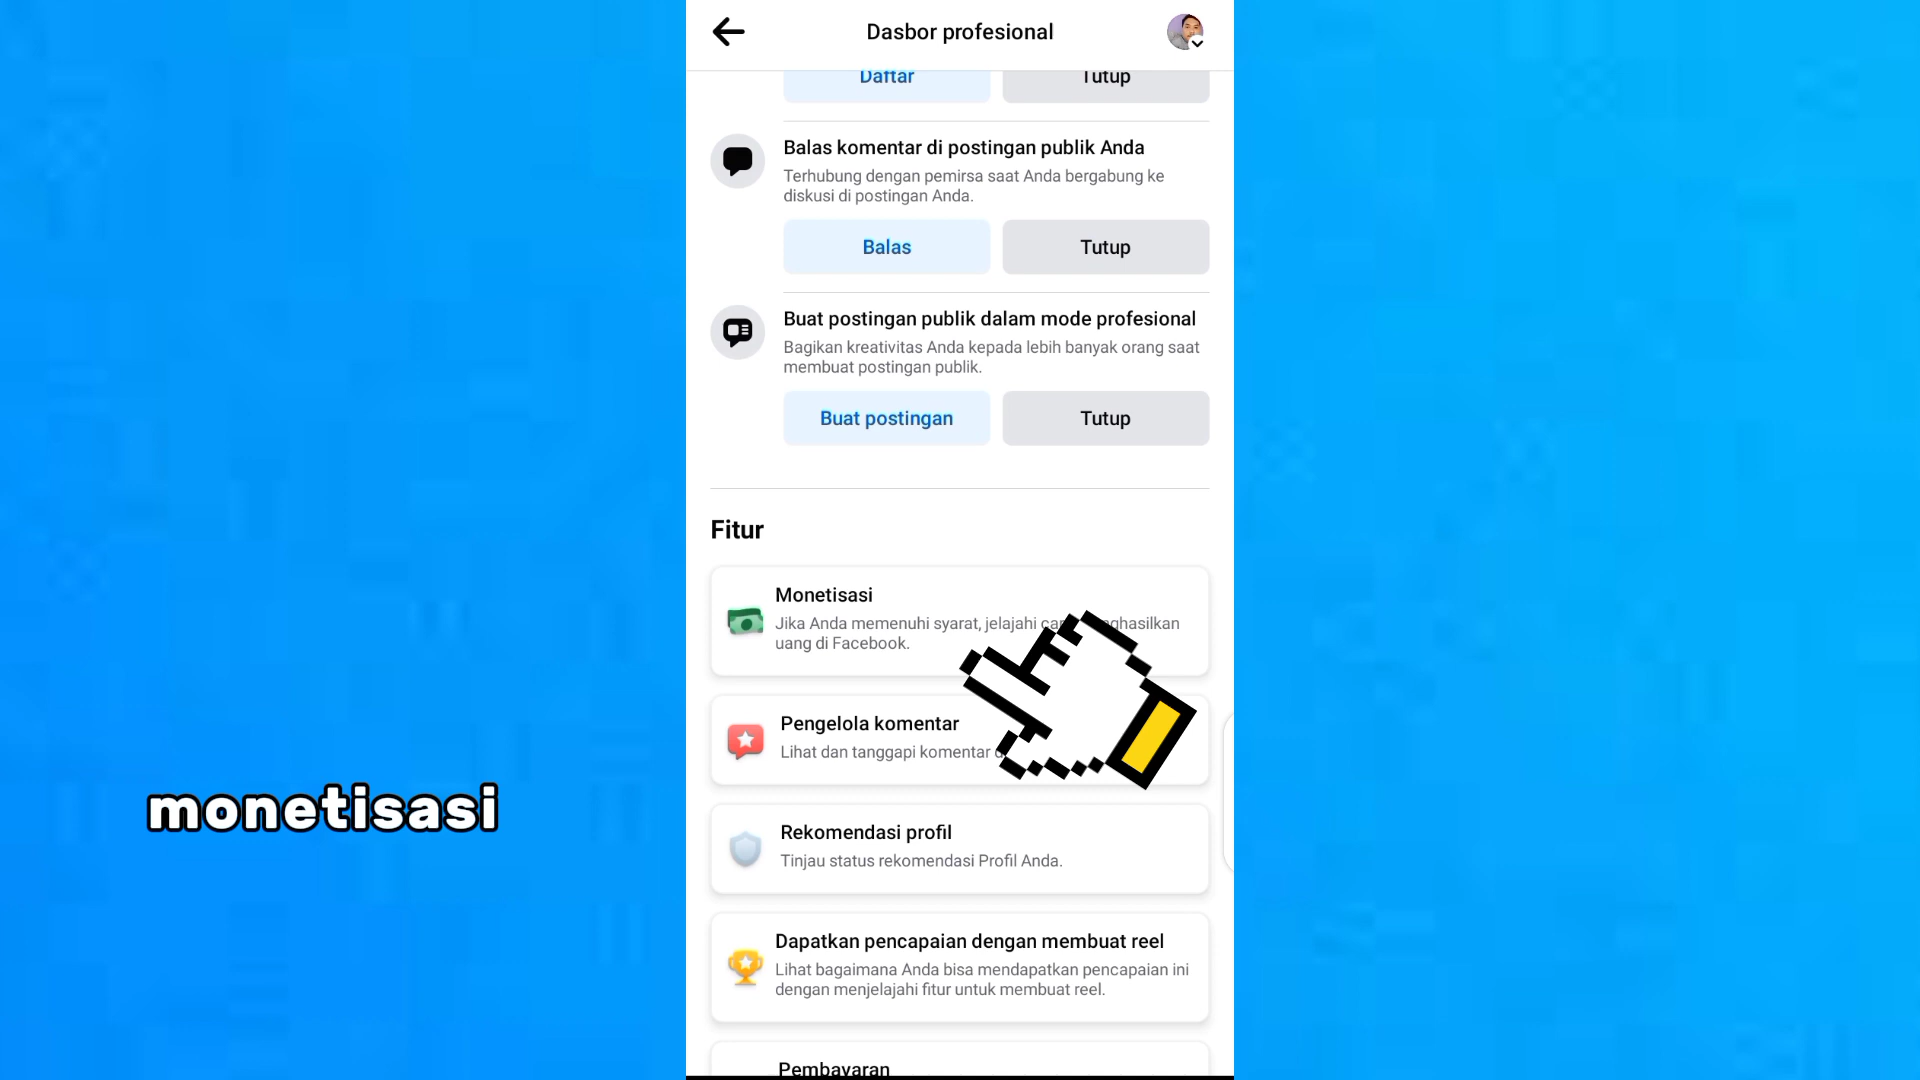 Dasbor profesional
Daftar
Tutup
Balas komentar di postingan publik Anda
Terhubung dengan pemirsa saat Anda bergabung ke
diskusi di postingan Anda.
Balas
Tutup
Buat postingan publik dalam mode profesional
Bagikan kreativitas Anda kepada lebih banyak orang saat
membuat postingan publik.
Buat postingan
Tutup
Fitur
Monetisasi
Jika Anda memenuhi syarat, jelajahi
uang di Facebook.
Pengelola komentar
Lihat dan tanggapi komentar
monetisasi
Rekomendasi profil
Tinjau status rekomendasi Profil Anda.
Dapatkan pencapaian dengan membuat reel
Lihat bagaimana Anda bisa mendapatkan pencapaian ini
dengan menjelajahi fitur untuk membuat reel.
Pembayaran